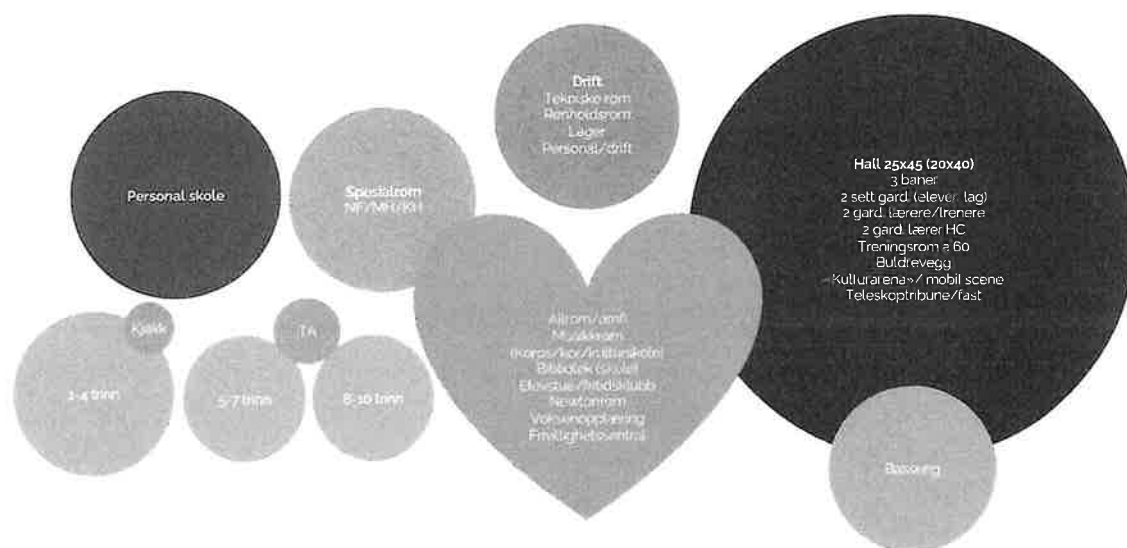 Personal skole
Spesialrom
NF/MH/KH
Drift
Tekniske rom
Renholdsrom
Lager
Personal/drift
Hall 25x45 (20x40)
3 baner
2 sett gard. (elever, lag)
2 gard. lærere/trenere
2 gard. lærer HC
Treningsrom a 60
Buldrevegg
«Kulturarena»/ mobil scene
Teleskoptribune/fast
Allrom/amfi
Musikkrom
(Korps/kor/kulturskole)
Bibliotek (skole)
Elevstue/fritidsklubb
Newtonrom
Voksenopplæring
Frivillighetssentral
1-4 trinn
5-7 trinn
8-10 trinn
Basseng